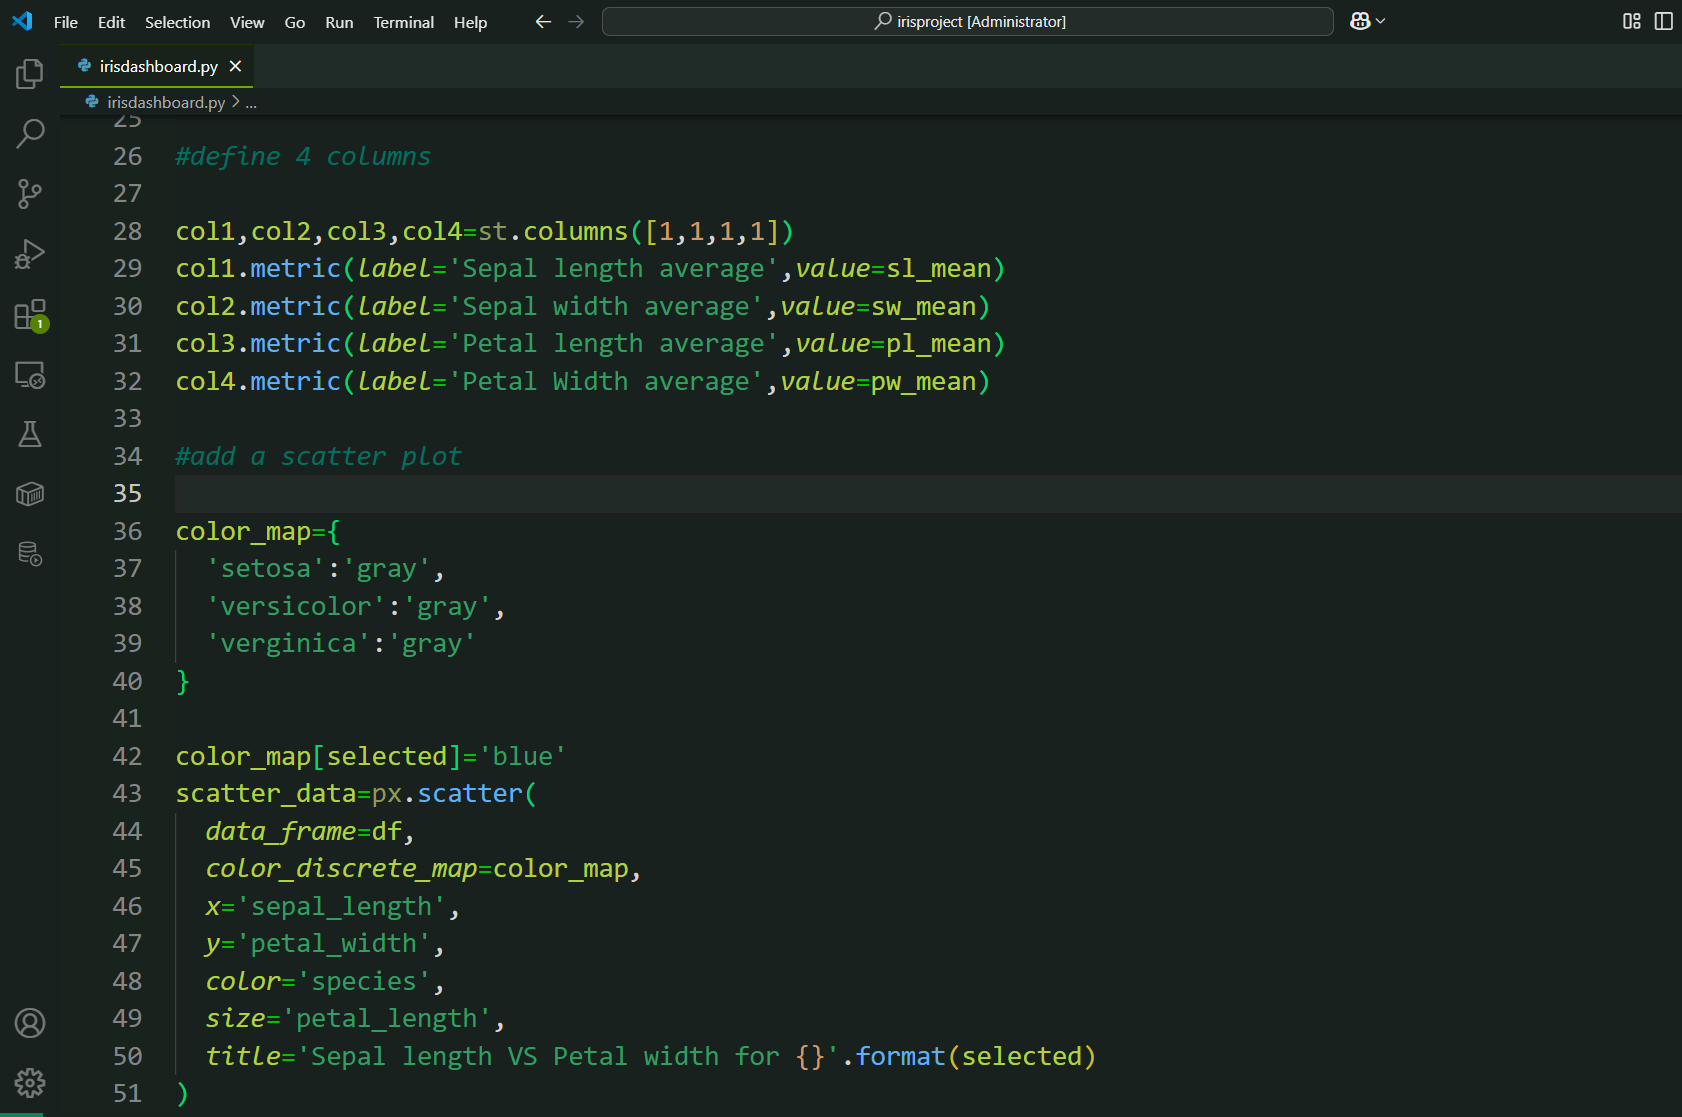 File Edit Selection View Go Run Terminal Help irisproject [Administrator]
irisdashboard.py
irisdashboard.py > ...
25
26 #define 4 columns
27
28 col1,col2,col3,col4=st.columns([1,1,1,1])
29 col1.metric(label='Sepal length average',value=sl_mean)
30 col2.metric(label='Sepal width average',value=sw_mean)
31 col3.metric(label='Petal length average',value=pl_mean)
32 col4.metric(label='Petal Width average',value=pw_mean)
33
34 #add a scatter plot
35
36 color_map={
37 'setosa':'gray',
38 'versicolor':'gray',
39 'verginica':'gray'
40 }
41
42 color_map[selected]='blue'
43 scatter_data=px.scatter(
44 data_frame=df,
45 color_discrete_map=color_map,
46 x='sepal_length',
47 y='petal_width',
48 color='species',
49 size='petal_length',
50 title='Sepal length VS Petal width for {}'.format(selected)
51 )
1